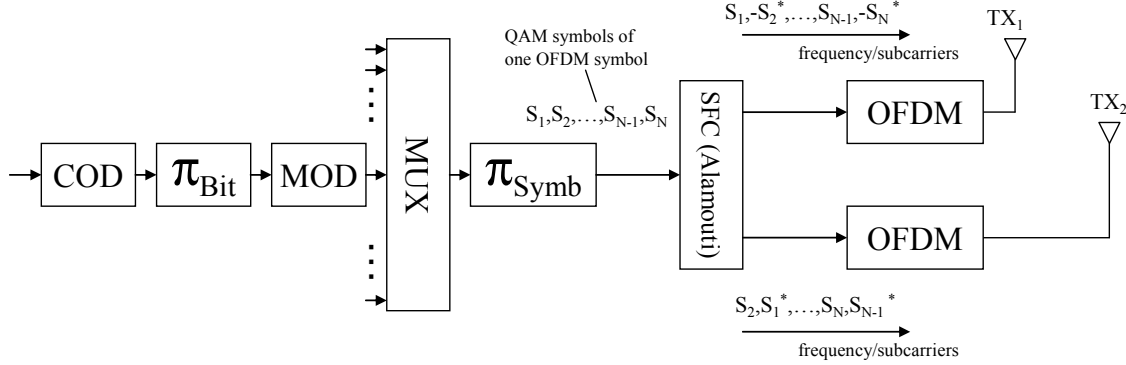 S1,-S2*,…,SN-1,-SN*
frequency/subcarriers
TX1
QAM symbols of
one OFDM symbol
S1,S2,…,SN-1,SN
OFDM
TX2
COD
πBit
MOD
MUX
πSymb
SFC (Alamouti)
OFDM
S2,S1*,…,SN,SN-1*
frequency/subcarriers